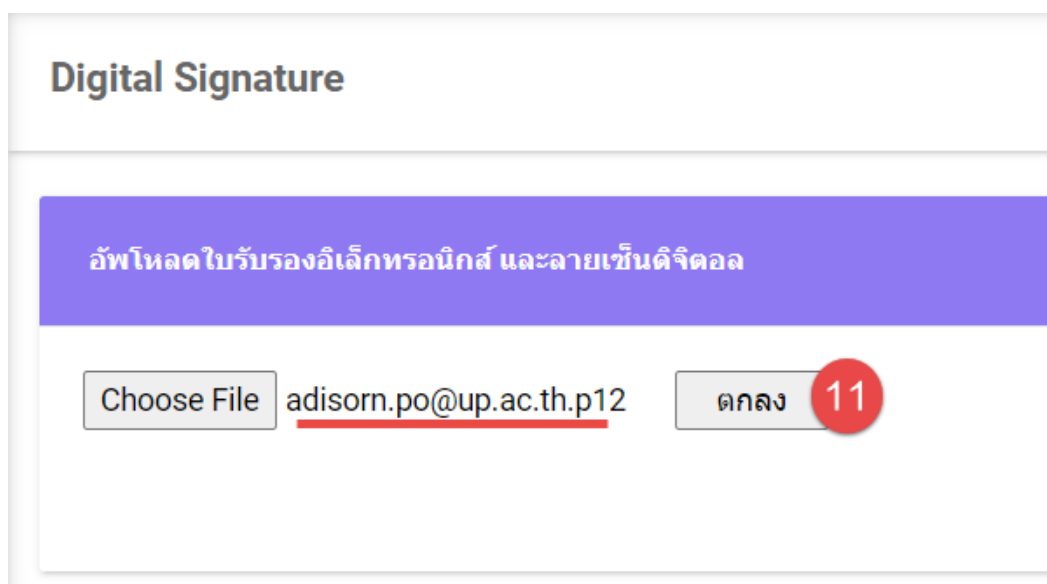 Digital Signature
อัพโหลดใบรับรองอิเล็กทรอนิกส์ และลายเซ็นดิจิตอล
Choose File adisorn.po@up.ac.th.p12 ตกลง 11